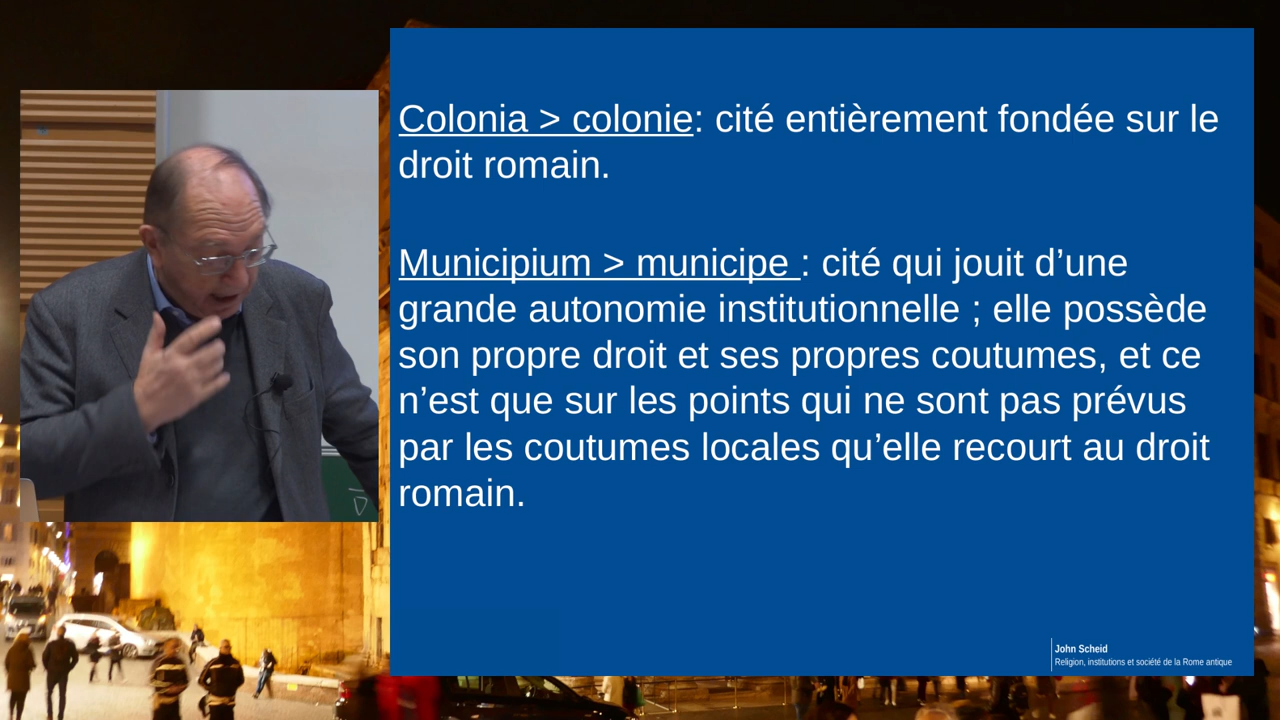 Colonia > colonie: cité entièrement fondée sur le
droit romain.
Municipium > municipe : cité qui jouit d’une
grande autonomie institutionnelle ; elle possède
son propre droit et ses propres coutumes, et ce
n’est que sur les points qui ne sont pas prévus
par les coutumes locales qu’elle recourt au droit
romain.
John Scheid
Religion, institutions et société de la Rome antique